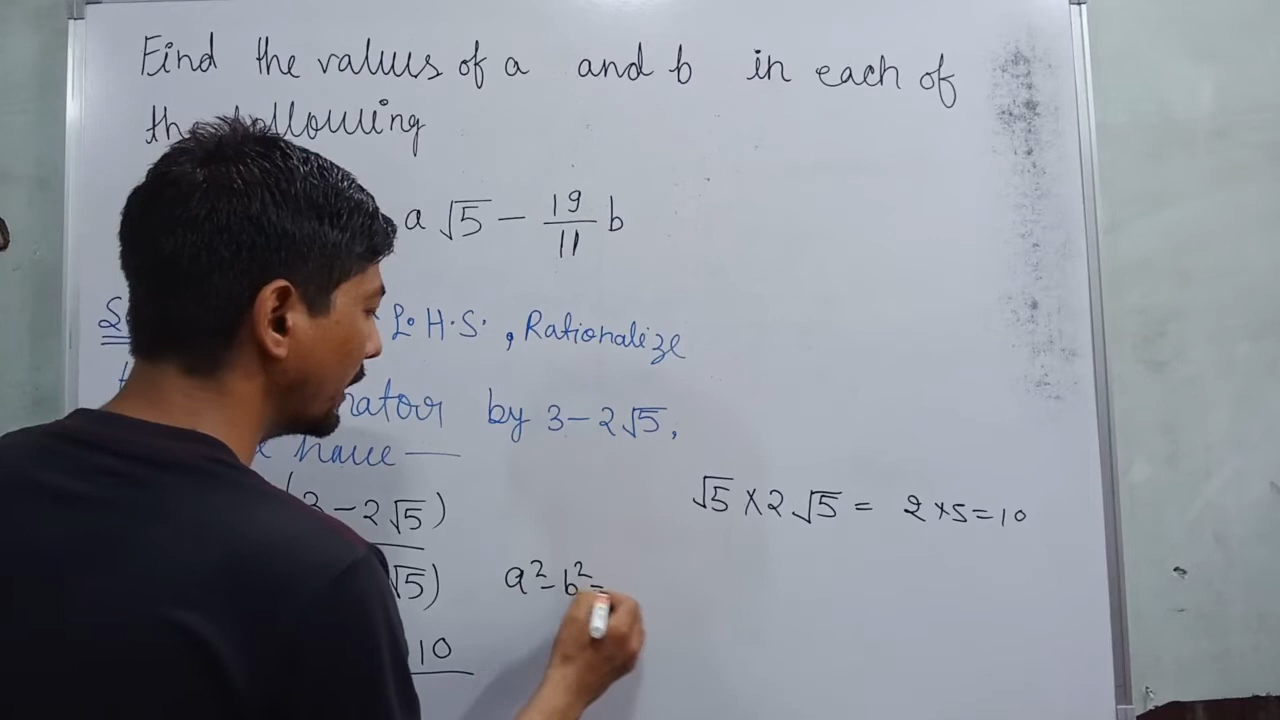 Find the values of a and b in each of
the following
a √5 − 19/11 b
L.H.S., Rationalize
by 3−2√5,
have —
(3−2√5)
√5 × 2√5 = 2×5=10
√5) a²−b²=
10